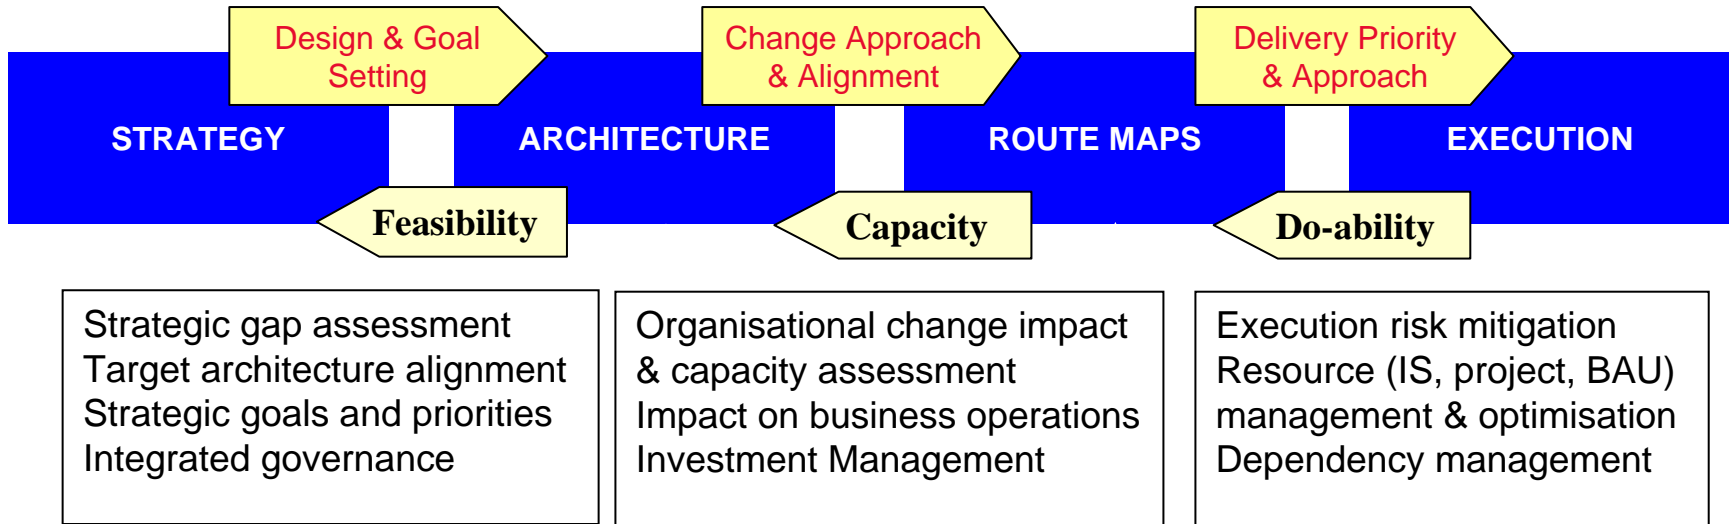 Design & Goal
Setting
Change Approach
& Alignment
Delivery Priority
& Approach
STRATEGY
ARCHITECTURE
ROUTE MAPS
EXECUTION
Feasibility
Capacity
Do-ability
Strategic gap assessment
Target architecture alignment
Strategic goals and priorities
Integrated governance
Organisational change impact
& capacity assessment
Impact on business operations
Investment Management
Execution risk mitigation
Resource (IS, project, BAU)
management & optimisation
Dependency management